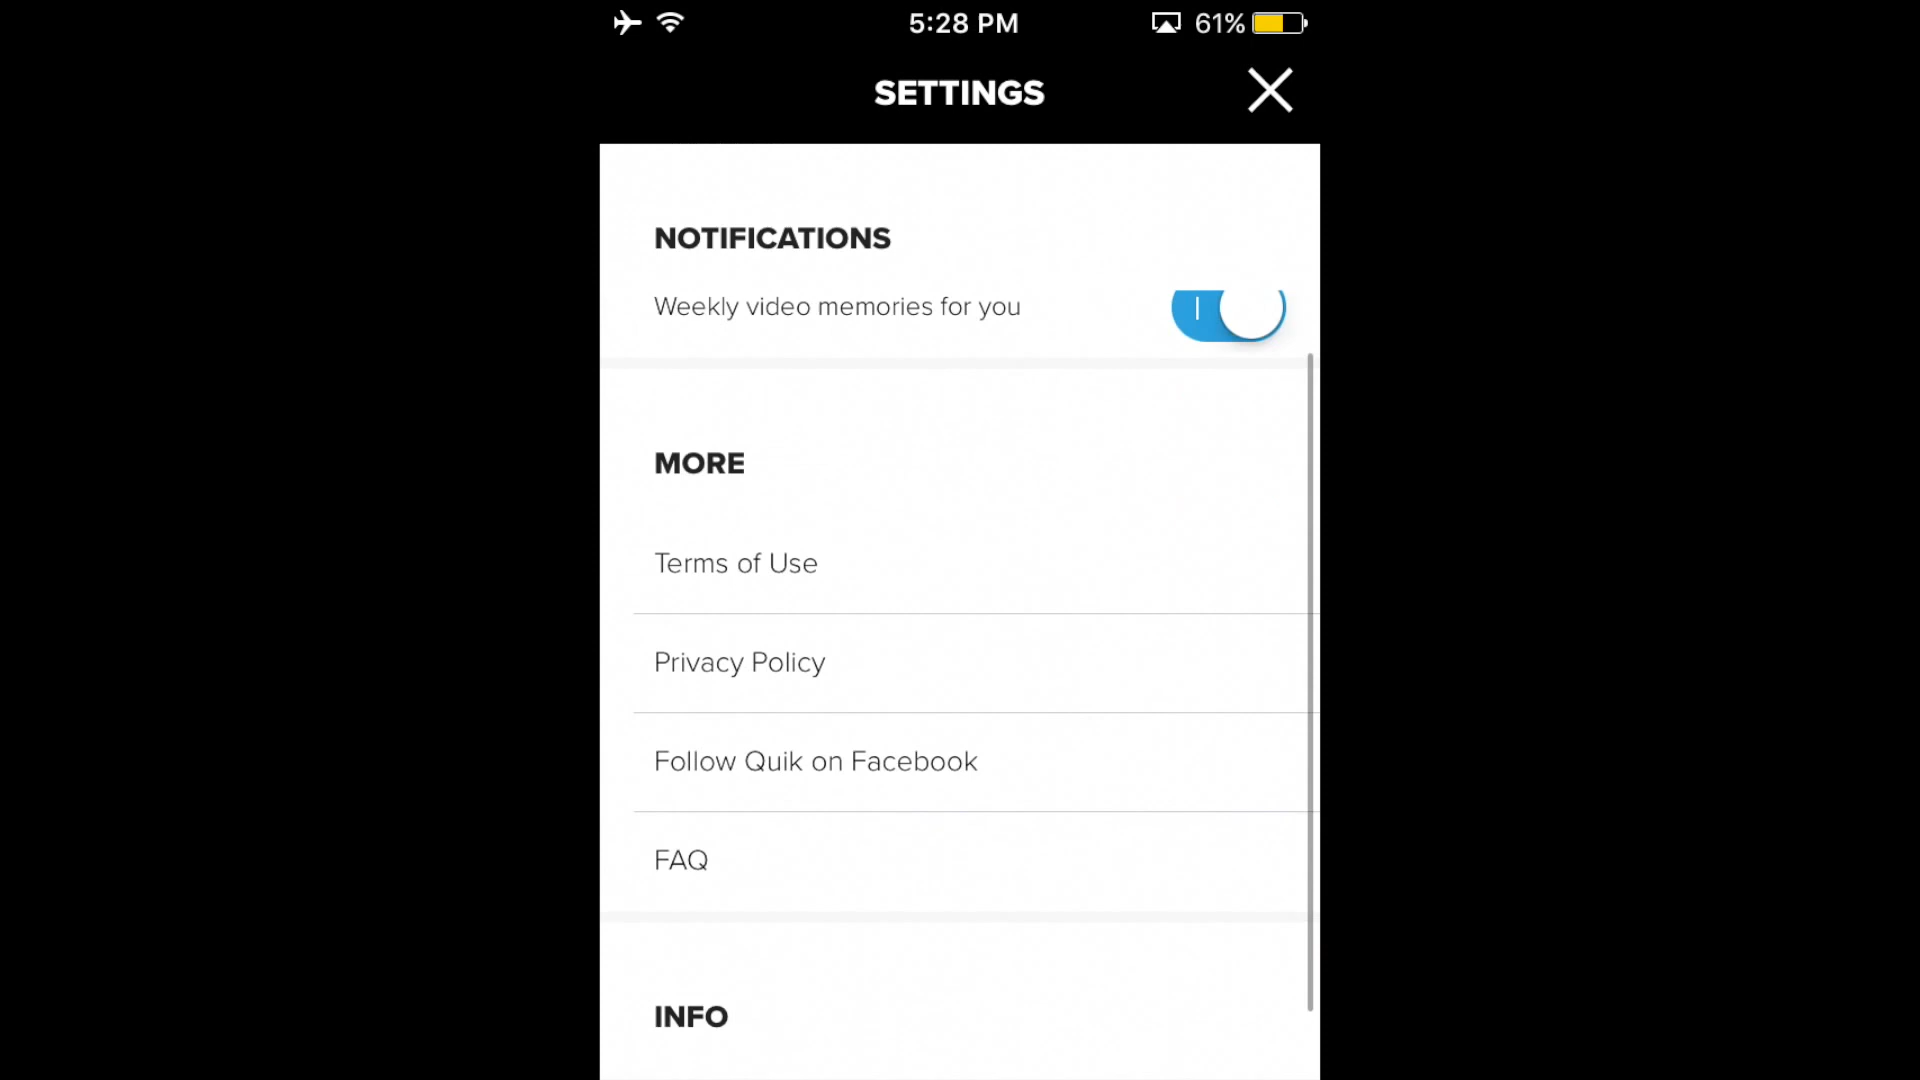 5:28 PM
61%
SETTINGS
NOTIFICATIONS
Weekly video memories for you
MORE
Terms of Use
Privacy Policy
Follow Quik on Facebook
FAQ
INFO